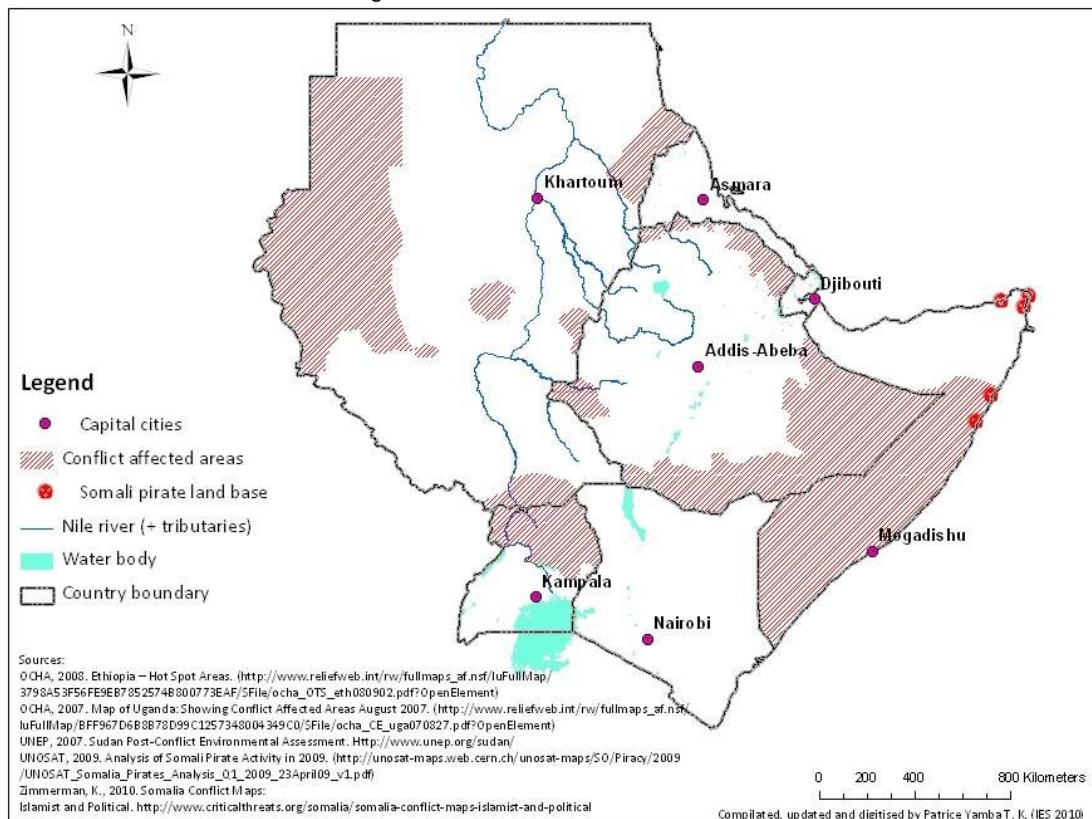 N
Khartoum
Asmara
Djibouti
Addis-Abeba
Mogadishu
Kampala
Nairobi
Legend
Capital cities
Conflict affected areas
Somali pirate land base
Nile river (+ tributaries)
Water body
Country boundary
Sources:
OCHA, 2008. Ethiopia – Hot Spot Areas. (http://www.reliefweb.int/rw/fullmaps_af.nsf/luFullMap/
3798A53F56FE9EB7852574B800773EAF/$File/ocha_OTS_eth080902.pdf?OpenElement)
OCHA, 2007. Map of Uganda: Showing Conflict Affected Areas August 2007. (http://www.reliefweb.int/rw/fullmaps_af.nsf/
luFullMap/BFF967D6B8B78D99C1257348004349C0/$File/ocha_CE_uga070827.pdf?OpenElement)
UNEP, 2007. Sudan Post-Conflict Environmental Assessment. Http://www.unep.org/sudan/
UNOSAT, 2009. Analysis of Somali Pirate Activity in 2009. (http://unosat-maps.web.cern.ch/unosat-maps/SO/Piracy/2009
/UNOSAT_Somalia_Pirates_Analysis_Q1_2009_23April09_v1.pdf)
Zimmerman, K., 2010. Somalia Conflict Maps:
Islamist and Political. http://www.criticalthreats.org/somalia/somalia-conflict-maps-islamist-and-political
0 200 400 800 Kilometers
Compilated, updated and digitised by Patrice Yamba T. K. (IES 2010)